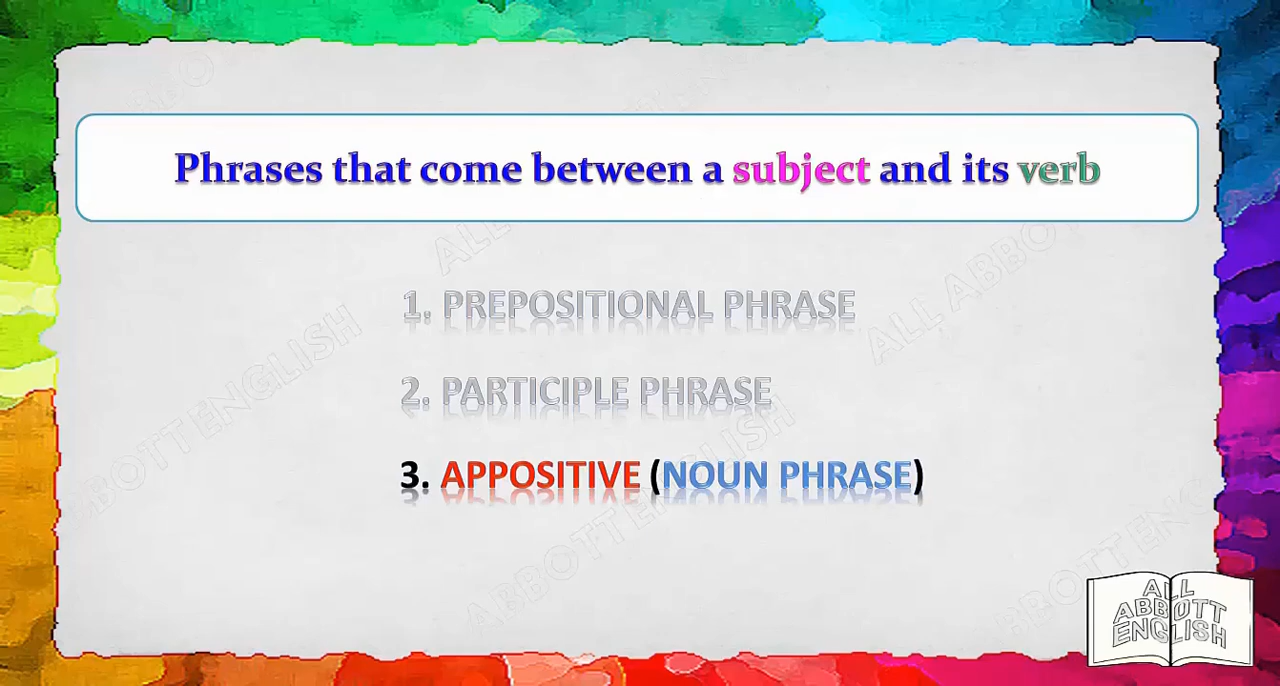 Phrases that come between a subject and its verb
1. PREPOSITIONAL PHRASE
2. PARTICIPLE PHRASE
3. APPOSITIVE (NOUN PHRASE)
ALL
ABBOTT
ENGLISH